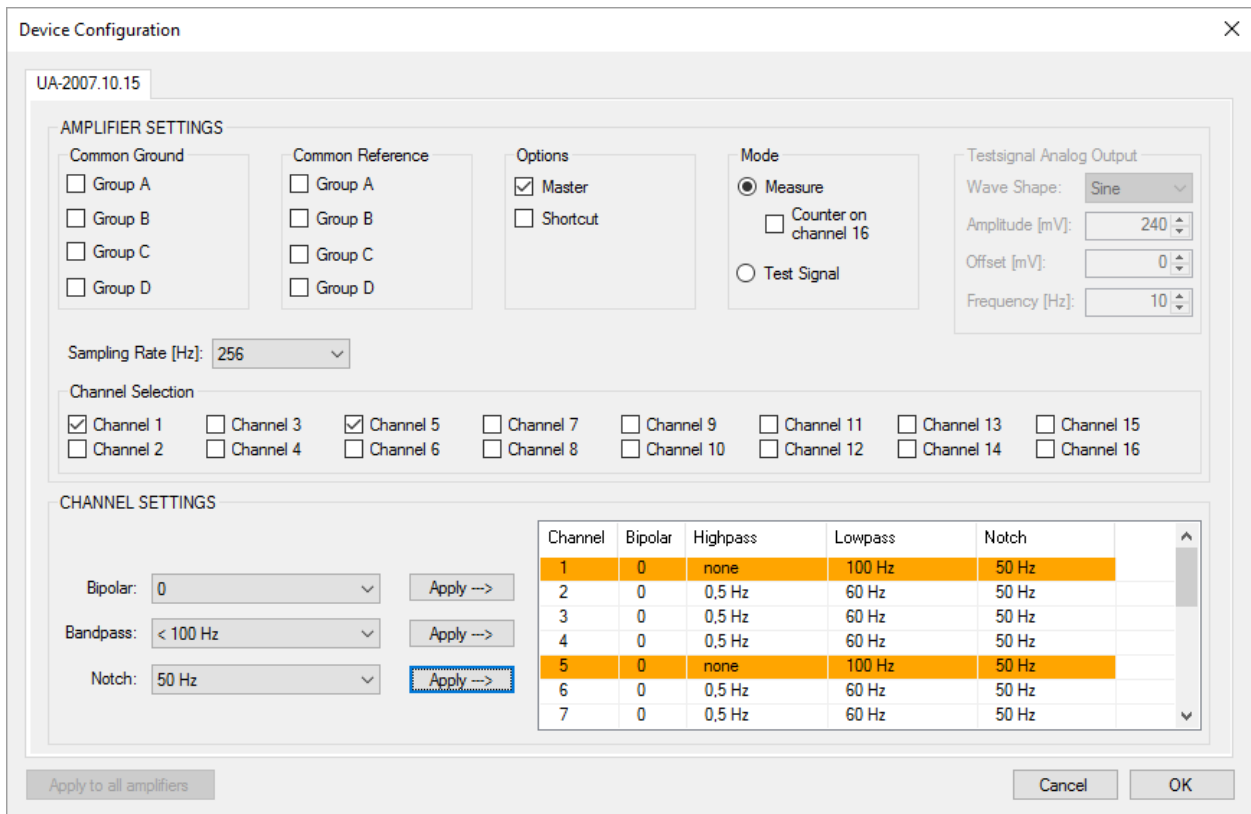 Device Configuration
UA-2007.10.15
AMPLIFIER SETTINGS
Common Ground
Group A
Group B
Group C
Group D
Common Reference
Group A
Group B
Group C
Group D
Options
Master
Shortcut
Mode
Measure
Counter on
channel 16
Test Signal
Testsignal Analog Output
Wave Shape: Sine
Amplitude [mV]: 240
Offset [mV]: 0
Frequency [Hz]: 10
Sampling Rate [Hz]: 256
Channel Selection
Channel 1 Channel 3 Channel 5 Channel 7 Channel 9 Channel 11 Channel 13 Channel 15
Channel 2 Channel 4 Channel 6 Channel 8 Channel 10 Channel 12 Channel 14 Channel 16
CHANNEL SETTINGS
Bipolar: 0 Apply --->
Bandpass: < 100 Hz Apply --->
Notch: 50 Hz Apply --->
Channel Bipolar Highpass Lowpass Notch
1 0 none 100 Hz 50 Hz
2 0 0,5 Hz 60 Hz 50 Hz
3 0 0,5 Hz 60 Hz 50 Hz
4 0 0,5 Hz 60 Hz 50 Hz
5 0 none 100 Hz 50 Hz
6 0 0,5 Hz 60 Hz 50 Hz
7 0 0,5 Hz 60 Hz 50 Hz
Apply to all amplifiers
Cancel
OK